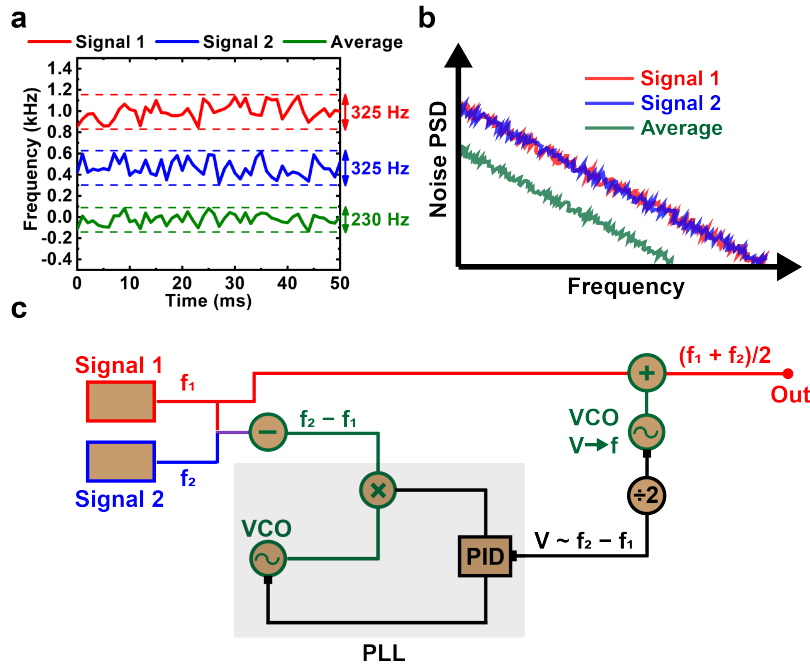 a
Signal 1 Signal 2 Average
Frequency (kHz)
1.4
1.2
1.0
0.8
0.6
0.4
0.2
0.0
-0.2
-0.4
325 Hz
325 Hz
230 Hz
0 10 20 30 40 50
Time (ms)
b
Noise PSD
Signal 1
Signal 2
Average
Frequency
c
Signal 1
f₁
Signal 2
f₂
−
f₂ − f₁
×
VCO
PID
PLL
V ~ f₂ − f₁
÷2
VCO
V→f
+
(f₁ + f₂)/2
Out